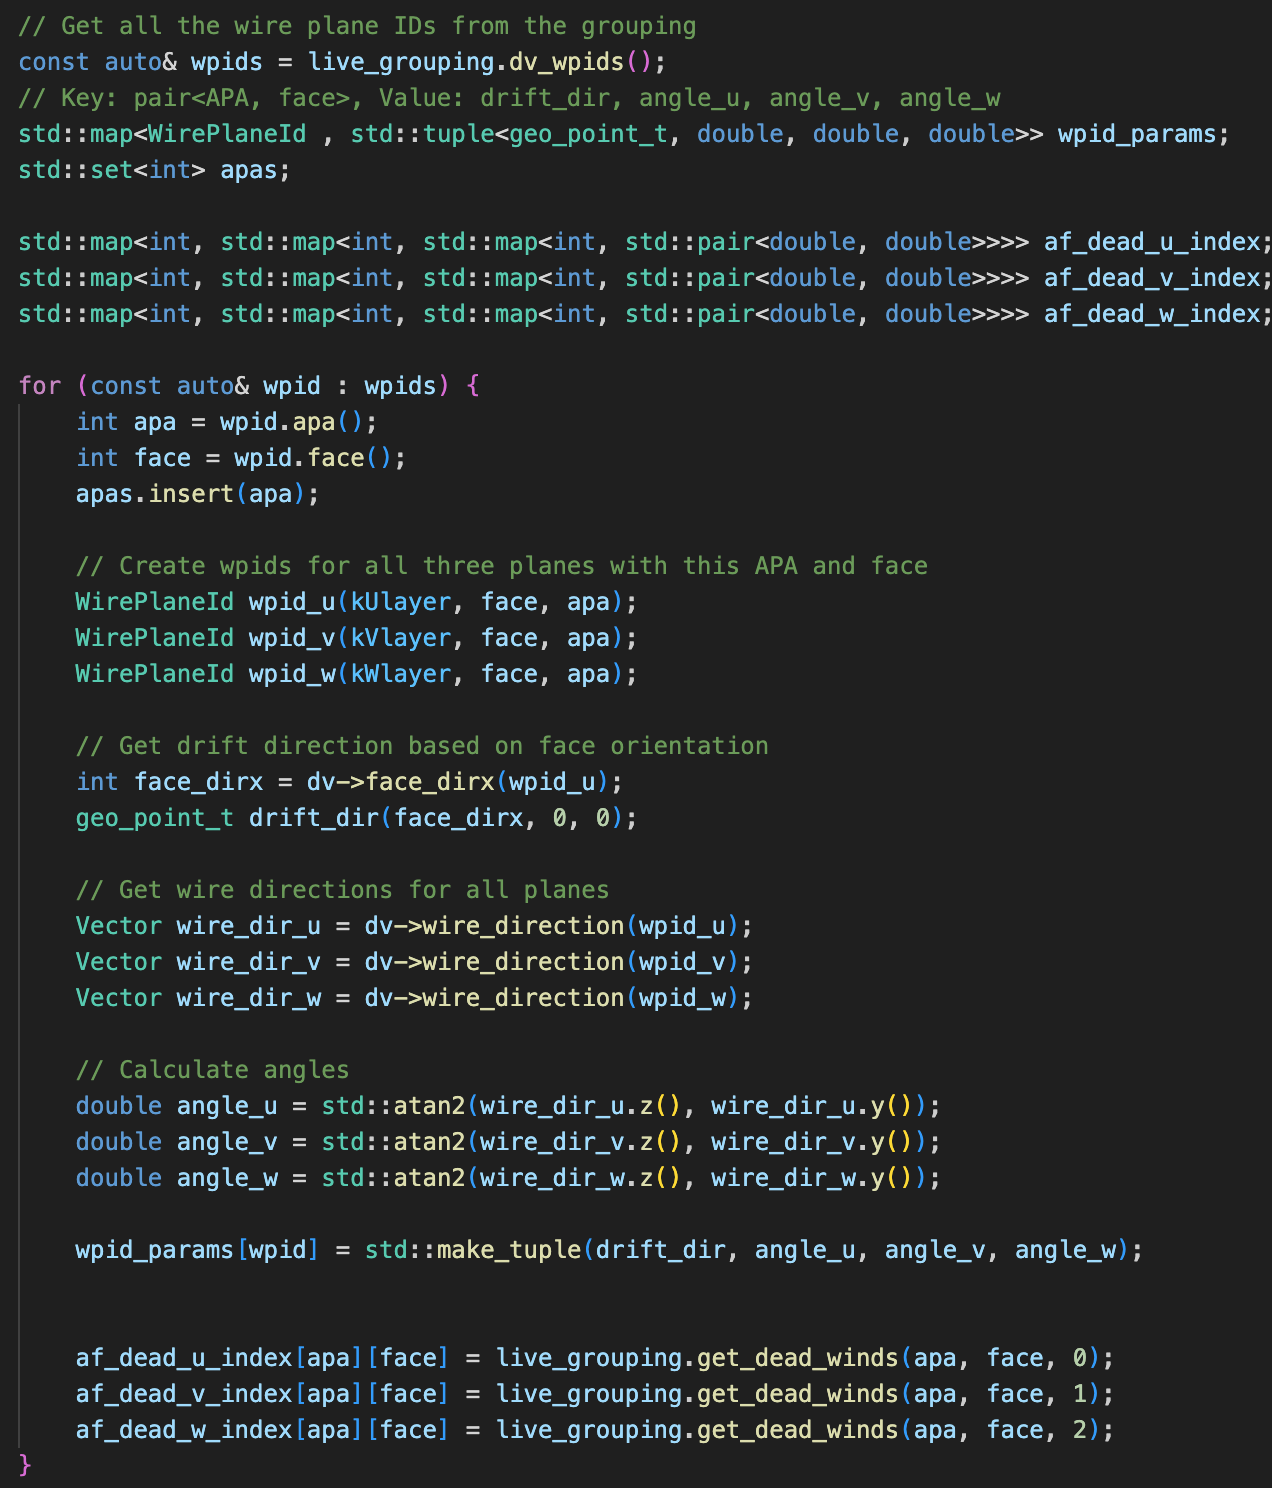 // Get all the wire plane IDs from the grouping
const auto& wpids = live_grouping.dv_wpids();
// Key: pair<APA, face>, Value: drift_dir, angle_u, angle_v, angle_w
std::map<WirePlaneId , std::tuple<geo_point_t, double, double, double>> wpid_params;
std::set<int> apas;

std::map<int, std::map<int, std::map<int, std::pair<double, double>>>> af_dead_u_index;
std::map<int, std::map<int, std::map<int, std::pair<double, double>>>> af_dead_v_index;
std::map<int, std::map<int, std::map<int, std::pair<double, double>>>> af_dead_w_index;

for (const auto& wpid : wpids) {
    int apa = wpid.apa();
    int face = wpid.face();
    apas.insert(apa);

    // Create wpids for all three planes with this APA and face
    WirePlaneId wpid_u(kUlayer, face, apa);
    WirePlaneId wpid_v(kVlayer, face, apa);
    WirePlaneId wpid_w(kWlayer, face, apa);

    // Get drift direction based on face orientation
    int face_dirx = dv->face_dirx(wpid_u);
    geo_point_t drift_dir(face_dirx, 0, 0);

    // Get wire directions for all planes
    Vector wire_dir_u = dv->wire_direction(wpid_u);
    Vector wire_dir_v = dv->wire_direction(wpid_v);
    Vector wire_dir_w = dv->wire_direction(wpid_w);

    // Calculate angles
    double angle_u = std::atan2(wire_dir_u.z(), wire_dir_u.y());
    double angle_v = std::atan2(wire_dir_v.z(), wire_dir_v.y());
    double angle_w = std::atan2(wire_dir_w.z(), wire_dir_w.y());

    wpid_params[wpid] = std::make_tuple(drift_dir, angle_u, angle_v, angle_w);


    af_dead_u_index[apa][face] = live_grouping.get_dead_winds(apa, face, 0);
    af_dead_v_index[apa][face] = live_grouping.get_dead_winds(apa, face, 1);
    af_dead_w_index[apa][face] = live_grouping.get_dead_winds(apa, face, 2);
}